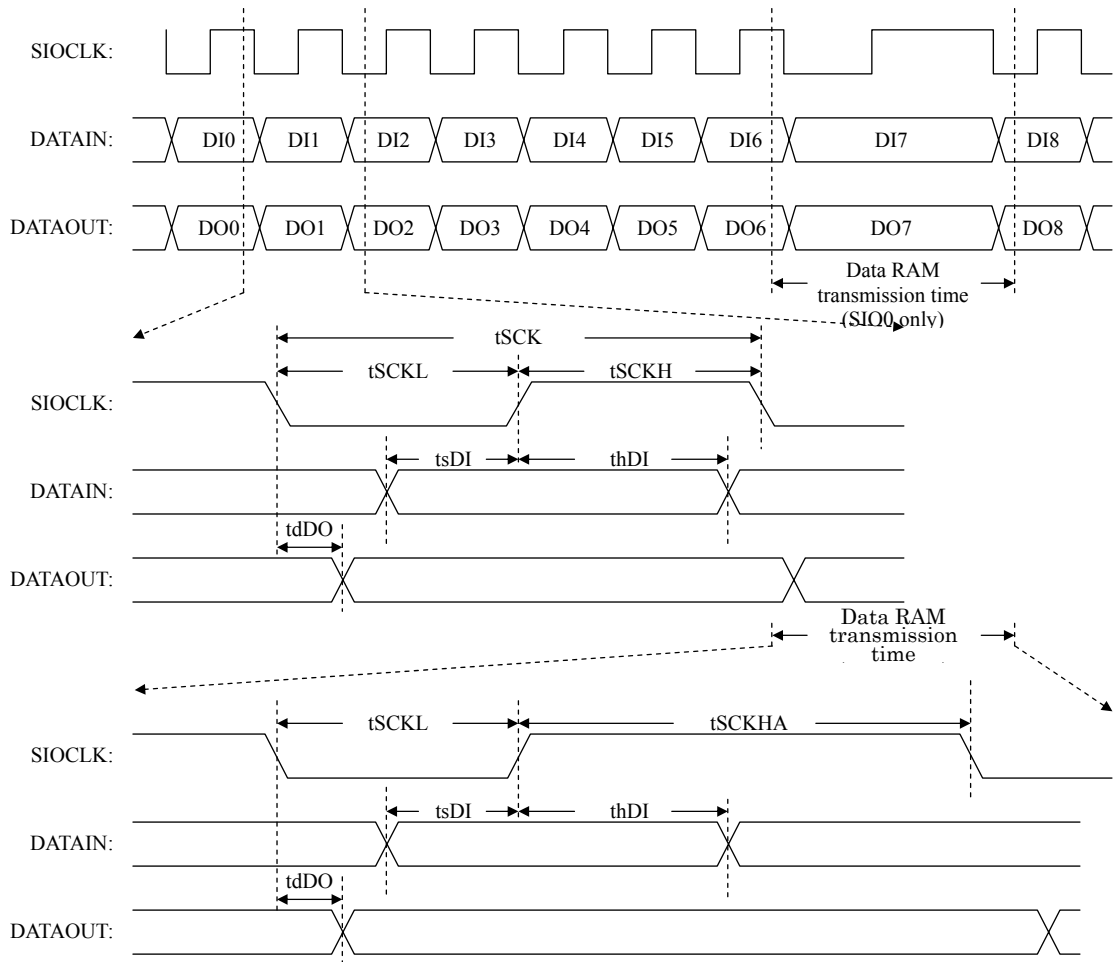 SIOCLK:
DATAIN: DI0 DI1 DI2 DI3 DI4 DI5 DI6 DI7 DI8
DATAOUT: DO0 DO1 DO2 DO3 DO4 DO5 DO6 DO7 DO8
Data RAM
transmission time
(SIO0 only)
tSCK
tSCKL tSCKH
SIOCLK:
tsDI thDI
DATAIN:
tdDO
DATAOUT:
Data RAM
transmission
time
tSCKL tSCKHA
SIOCLK:
tsDI thDI
DATAIN:
tdDO
DATAOUT: